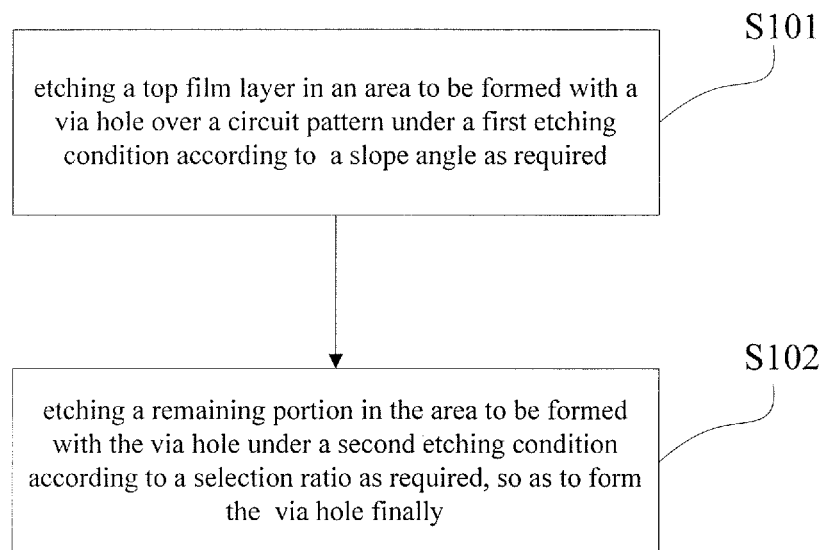 S101
etching a top film layer in an area to be formed with a
via hole over a circuit pattern under a first etching
condition according to a slope angle as required
S102
etching a remaining portion in the area to be formed
with the via hole under a second etching condition
according to a selection ratio as required, so as to form
the via hole finally